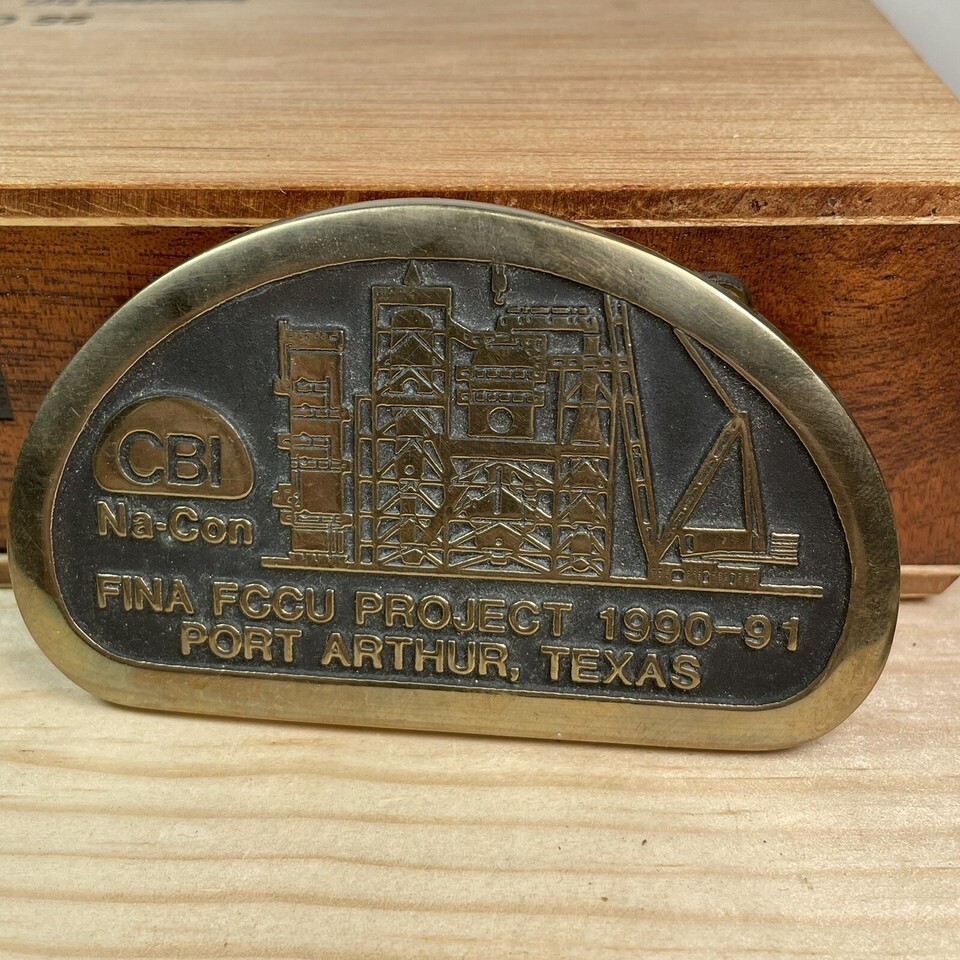 CBI
Na-Con
FINA FCCU PROJECT 1990-91
PORT ARTHUR, TEXAS